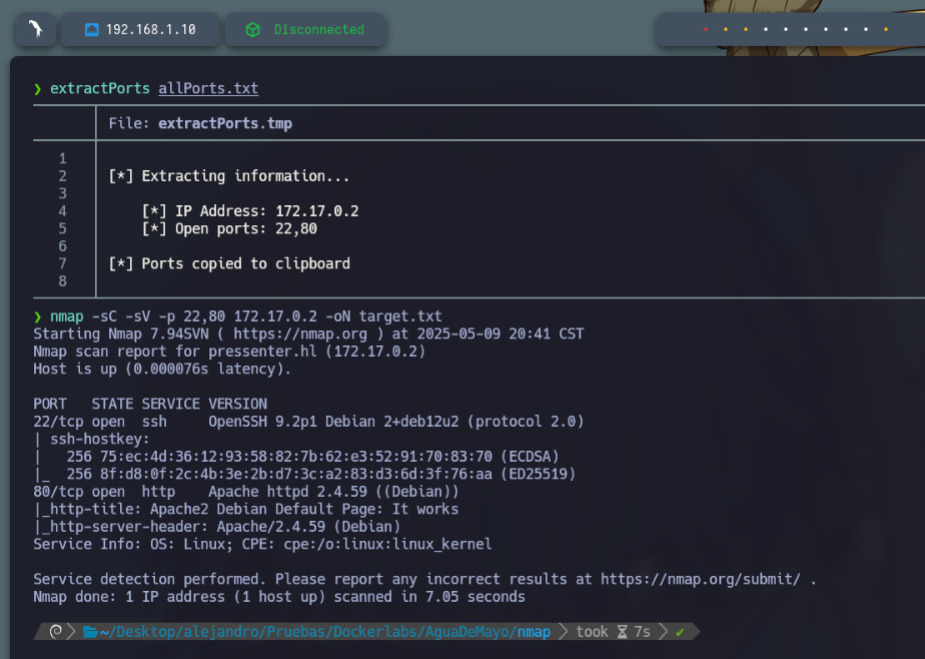 192.168.1.10 Disconnected
❯ extractPorts allPorts.txt
File: extractPorts.tmp
1
2 [*] Extracting information...
3
4 [*] IP Address: 172.17.0.2
5 [*] Open ports: 22,80
6
7 [*] Ports copied to clipboard
8
❯ nmap -sC -sV -p 22,80 172.17.0.2 -oN target.txt
Starting Nmap 7.94SVN ( https://nmap.org ) at 2025-05-09 20:41 CST
Nmap scan report for pressenter.hl (172.17.0.2)
Host is up (0.000076s latency).
PORT   STATE SERVICE VERSION
22/tcp open  ssh     OpenSSH 9.2p1 Debian 2+deb12u2 (protocol 2.0)
| ssh-hostkey:
|   256 75:ec:4d:36:12:93:58:82:7b:62:e3:52:91:70:83:70 (ECDSA)
|_  256 8f:d8:0f:2c:4b:3e:2b:d7:3c:a2:83:d3:6d:3f:76:aa (ED25519)
80/tcp open  http    Apache httpd 2.4.59 ((Debian))
|_http-title: Apache2 Debian Default Page: It works
|_http-server-header: Apache/2.4.59 (Debian)
Service Info: OS: Linux; CPE: cpe:/o:linux:linux_kernel
Service detection performed. Please report any incorrect results at https://nmap.org/submit/ .
Nmap done: 1 IP address (1 host up) scanned in 7.05 seconds
~/Desktop/alejandro/Pruebas/Dockerlabs/AguaDeMayo/nmap took 7s ✔